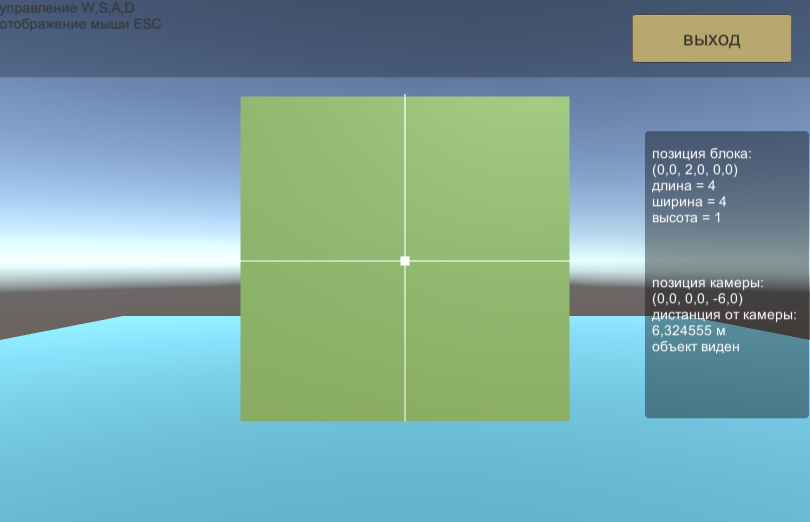 управление W,S,A,D
отображение мыши ESC
выход
позиция блока:
(0,0, 2,0, 0,0)
длина = 4
ширина = 4
высота = 1
позиция камеры:
(0,0, 0,0, -6,0)
дистанция от камеры:
6,324555 м
объект виден